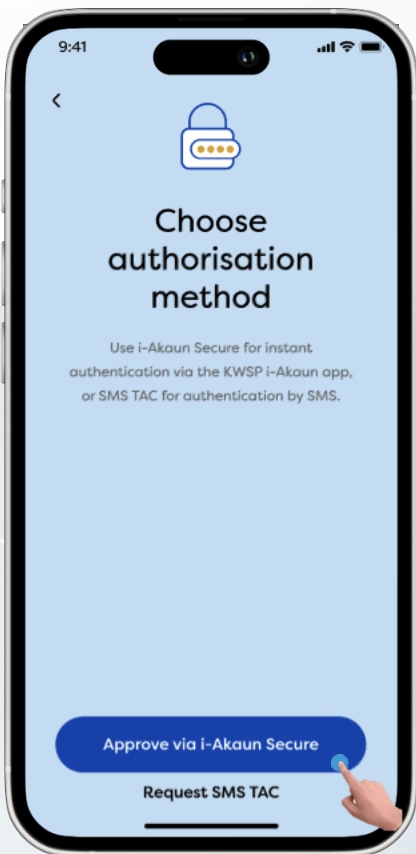 9:41
Choose
authorisation
method
Use i-Akaun Secure for instant
authentication via the KWSP i-Akaun app,
or SMS TAC for authentication by SMS.
Approve via i-Akaun Secure
Request SMS TAC